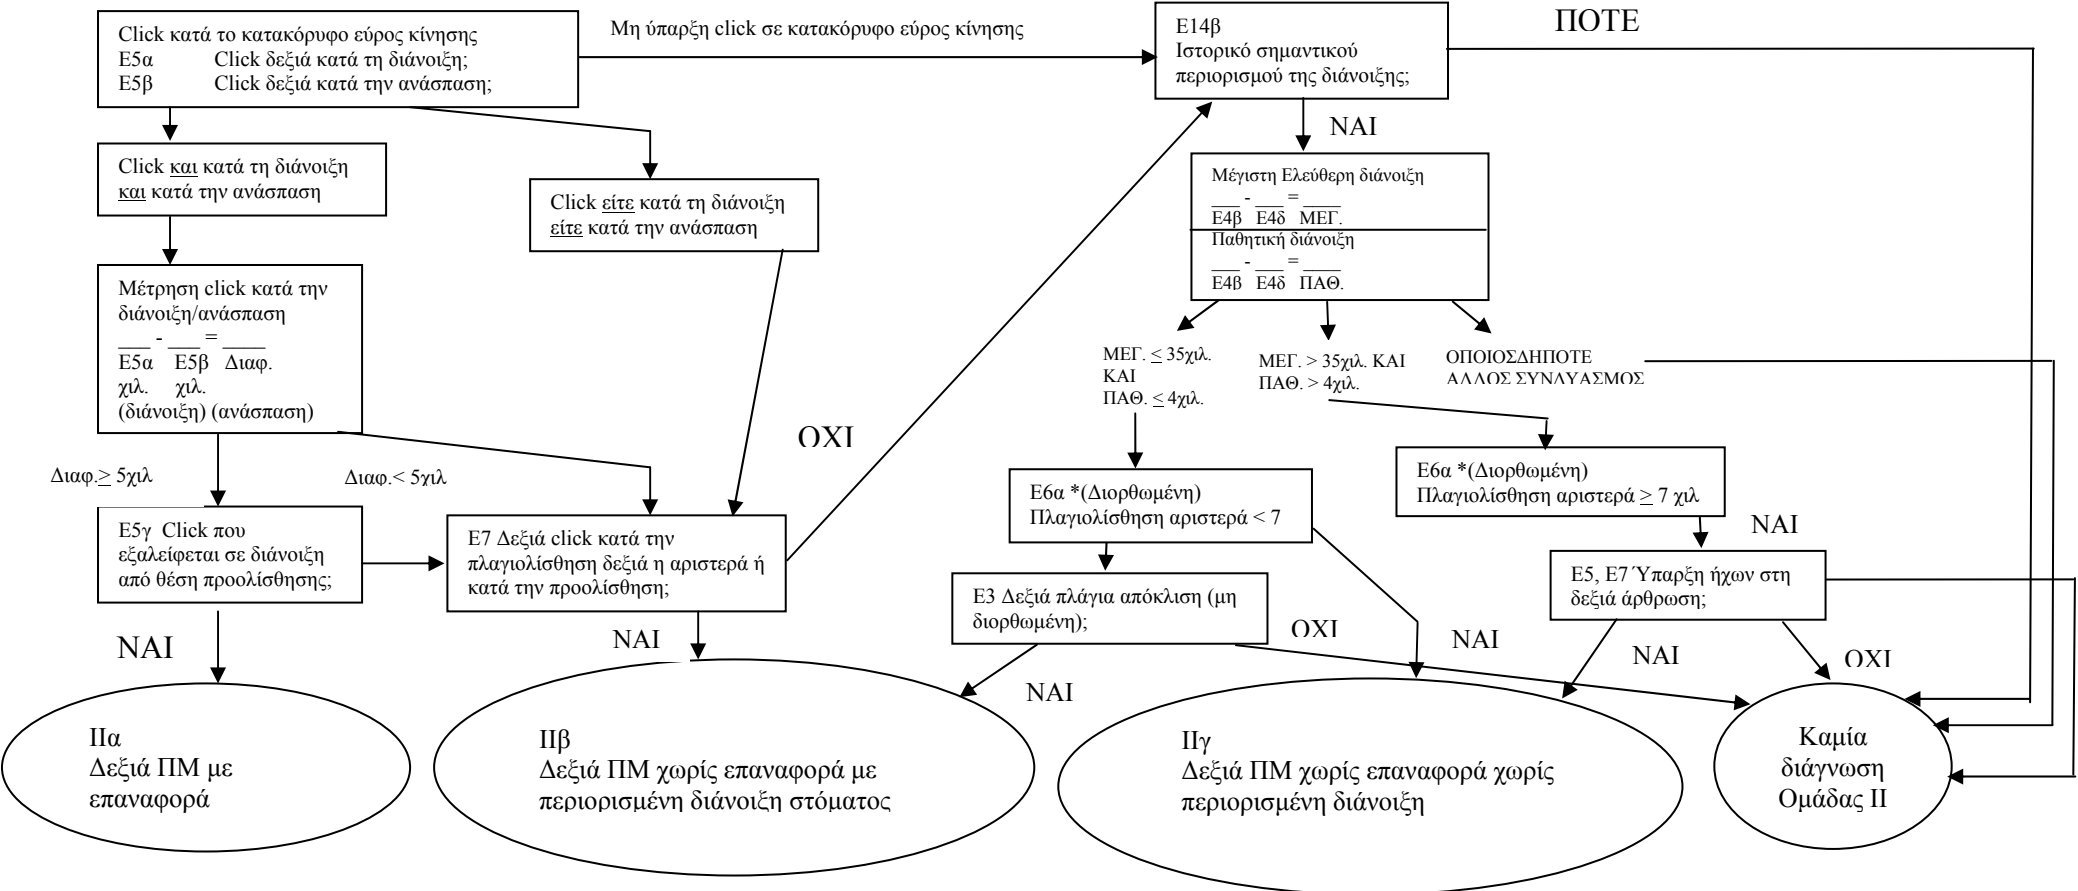 Click κατά το κατακόρυφο εύρος κίνησης
Ε5α Click δεξιά κατά τη διάνοιξη;
Ε5β Click δεξιά κατά την ανάσπαση;
Μη ύπαρξη click σε κατακόρυφο εύρος κίνησης
Ε14β
Ιστορικό σημαντικού
περιορισμού της διάνοιξης;
ΠΟΤΕ
ΝΑΙ
Click και κατά τη διάνοιξη
και κατά την ανάσπαση
Click είτε κατά τη διάνοιξη
είτε κατά την ανάσπαση
Μέγιστη Ελεύθερη διάνοιξη
___ - ___ = ____
Ε4β Ε4δ ΜΕΓ.
Παθητική διάνοιξη
___ - ___ = ____
Ε4β Ε4δ ΠΑΘ.
Μέτρηση click κατά την
διάνοιξη/ανάσπαση
___ - ___ = ____
Ε5α Ε5β Διαφ.
χιλ. χιλ.
(διάνοιξη) (ανάσπαση)
ΜΕΓ. ≤ 35χιλ.
ΚΑΙ
ΠΑΘ. ≤ 4χιλ.
ΜΕΓ. > 35χιλ. ΚΑΙ
ΠΑΘ. > 4χιλ.
ΟΠΟΙΟΣΔΗΠΟΤΕ
ΑΛΛΟΣ ΣΥΝΔΥΑΣΜΟΣ
ΟΧΙ
Διαφ.≥ 5χιλ
Διαφ.< 5χιλ
Ε6α *(Διορθωμένη)
Πλαγιολίσθηση αριστερά < 7
Ε6α *(Διορθωμένη)
Πλαγιολίσθηση αριστερά ≥ 7 χιλ
ΝΑΙ
Ε5γ Click που
εξαλείφεται σε διάνοιξη
από θέση προολίσθησης;
Ε7 Δεξιά click κατά την
πλαγιολίσθηση δεξιά η αριστερά ή
κατά την προολίσθηση;
Ε3 Δεξιά πλάγια απόκλιση (μη
διορθωμένη);
Ε5, Ε7 Ύπαρξη ήχων στη
δεξιά άρθρωση;
ΝΑΙ
ΝΑΙ
ΟΧΙ
ΝΑΙ
ΝΑΙ
ΟΧΙ
ΝΑΙ
ΙΙα
Δεξιά ΠΜ με
επαναφορά
ΙΙβ
Δεξιά ΠΜ χωρίς επαναφορά με
περιορισμένη διάνοιξη στόματος
ΙΙγ
Δεξιά ΠΜ χωρίς επαναφορά χωρίς
περιορισμένη διάνοιξη
Καμία
διάγνωση
Ομάδας ΙΙ